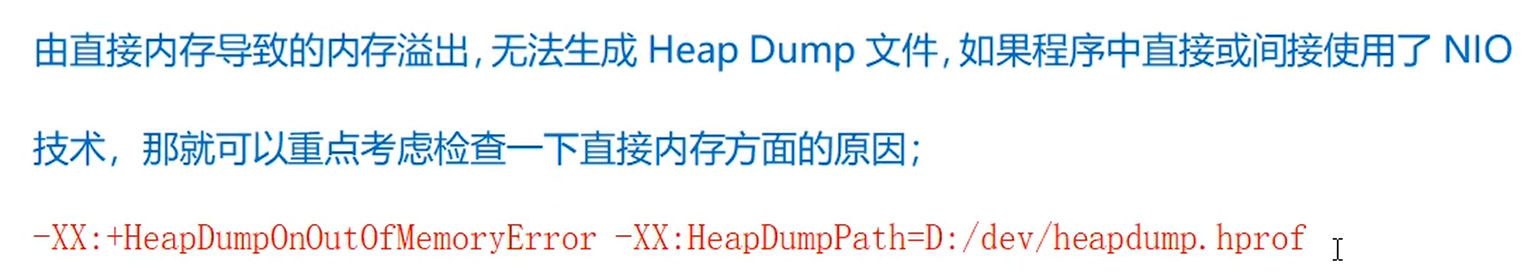 由直接内存导致的内存溢出,无法生成 Heap Dump 文件,如果程序中直接或间接使用了 NIO
技术，那就可以重点考虑检查一下直接内存方面的原因；
-XX:+HeapDumpOnOutOfMemoryError -XX:HeapDumpPath=D:/dev/heapdump.hprof